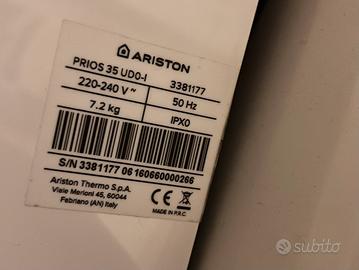 ARISTON
PRIOS 35 UD0-I 3381177
220-240 V ~ 50 Hz
7.2 kg IPX0
S/N 3381177 06 160660000266
Ariston Thermo S.p.A.
Viale Merloni 45, 60044
Fabriano (AN) Italy
CE
MADE IN P.R.C.
subito